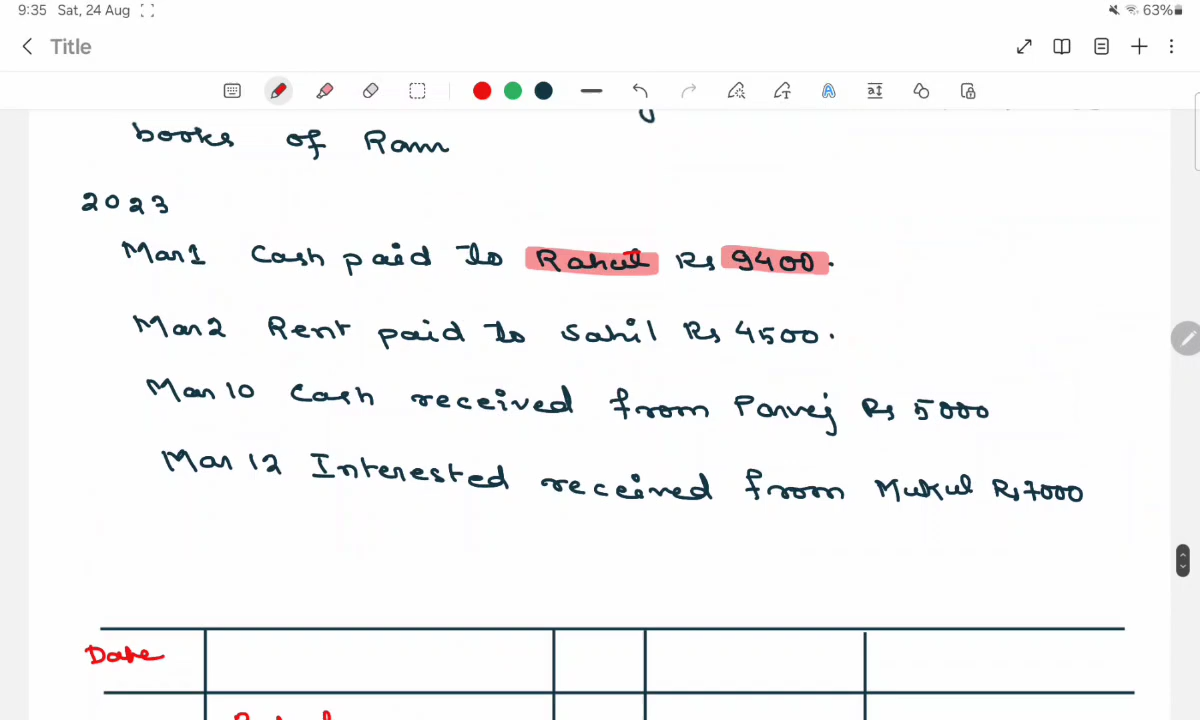 9:35 Sat, 24 Aug
63%
Title
books of Ram
2023
Mar 1 Cash paid to Rahul Rs 9400.
Mar 2 Rent paid to Sahil Rs 4500.
Mar 10 Cash received from Parvej Rs 5000
Mar 12 Interested received from Mukul Rs 7000
Date